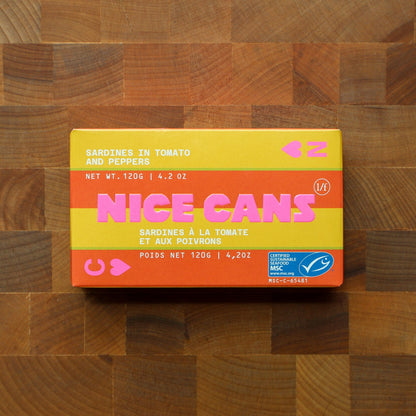 SARDINES IN TOMATO
AND PEPPERS
N
NET WT. 120G | 4.2 OZ
NICE CANS
SARDINES À LA TOMATE
ET AUX POIVRONS
POIDS NET 120G | 4,2OZ
C
CERTIFIED
SUSTAINABLE
SEAFOOD
MSC
www.msc.org
MSC-C-65481